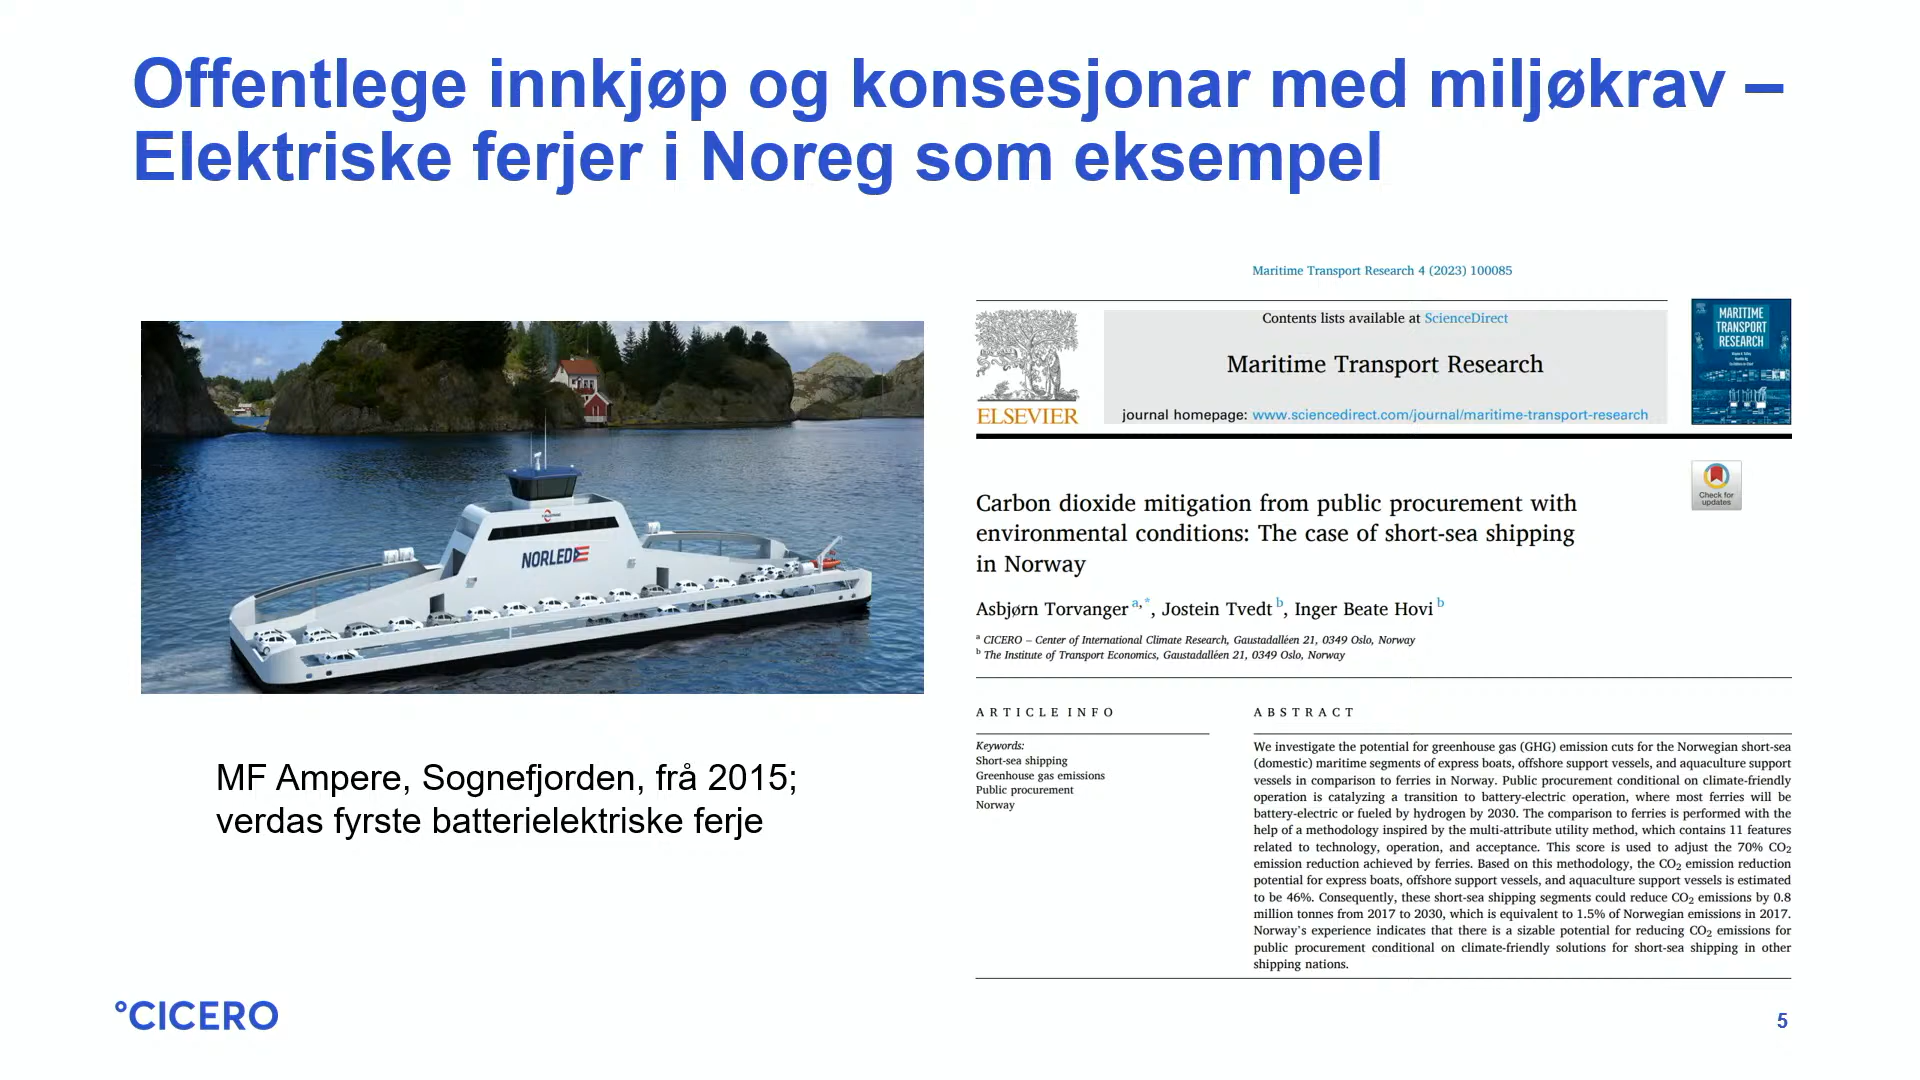 Offentlege innkjøp og konsesjonar med miljøkrav –
Elektriske ferjer i Noreg som eksempel
NORLED
MF Ampere, Sognefjorden, frå 2015;
verdas fyrste batterielektriske ferje
Maritime Transport Research 4 (2023) 100085
Contents lists available at ScienceDirect
Maritime Transport Research
journal homepage: www.sciencedirect.com/journal/maritime-transport-research
ELSEVIER
MARITIME
TRANSPORT
RESEARCH
Check for
updates
Carbon dioxide mitigation from public procurement with
environmental conditions: The case of short-sea shipping
in Norway
Asbjørn Torvanger a,*, Jostein Tvedt b, Inger Beate Hovi b
a CICERO – Center of International Climate Research, Gaustadalléen 21, 0349 Oslo, Norway
b The Institute of Transport Economics, Gaustadalléen 21, 0349 Oslo, Norway
ARTICLE INFO
Keywords:
Short-sea shipping
Greenhouse gas emissions
Public procurement
Norway
ABSTRACT
We investigate the potential for greenhouse gas (GHG) emission cuts for the Norwegian short-sea
(domestic) maritime segments of express boats, offshore support vessels, and aquaculture support
vessels in comparison to ferries in Norway. Public procurement conditional on climate-friendly
operation is catalyzing a transition to battery-electric operation, where most ferries will be
battery-electric or fueled by hydrogen by 2030. The comparison to ferries is performed with the
help of a methodology inspired by the multi-attribute utility method, which contains 11 features
related to technology, operation, and acceptance. This score is used to adjust the 70% CO2
emission reduction achieved by ferries. Based on this methodology, the CO2 emission reduction
potential for express boats, offshore support vessels, and aquaculture support vessels is estimated
to be 46%. Consequently, these short-sea shipping segments could reduce CO2 emissions by 0.8
million tonnes from 2017 to 2030, which is equivalent to 1.5% of Norwegian emissions in 2017.
Norway's experience indicates that there is a sizable potential for reducing CO2 emissions for
public procurement conditional on climate-friendly solutions for short-sea shipping in other
shipping nations.
°CICERO
5